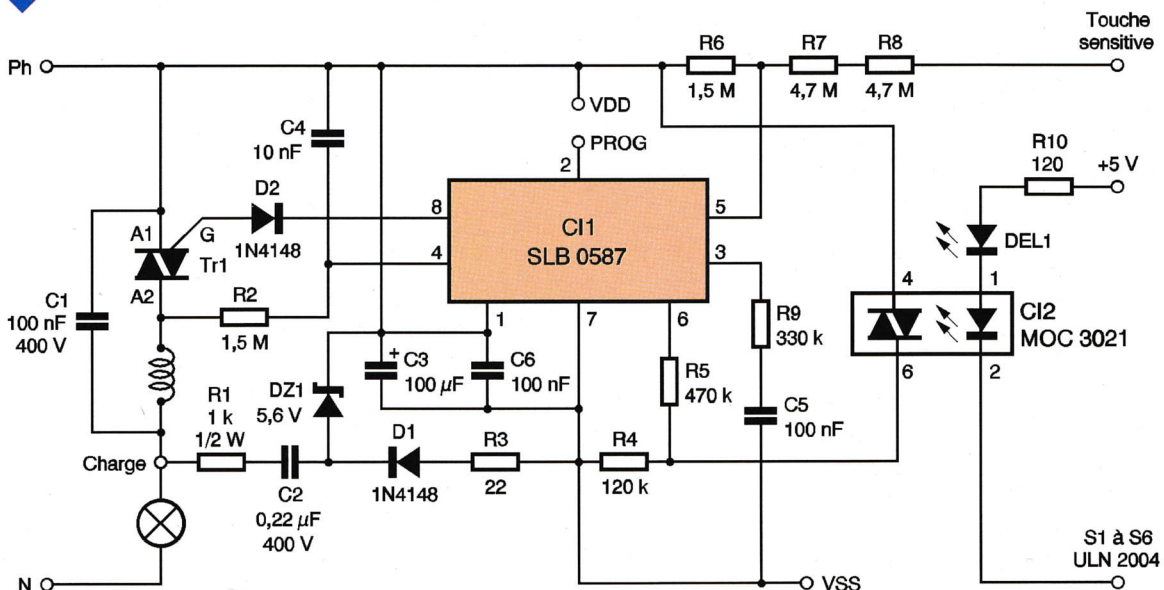 Touche
sensitive
Ph
R6
1,5 M
R7
4,7 M
R8
4,7 M
VDD
PROG
2
C4
10 nF
R10
120
+5 V
D2
1N4148
8
5
CI1
SLB 0587
DEL1
A1
G
Tr1
A2
4
3
4
1
C1
100 nF
400 V
R2
1,5 M
1
7
6
R9
330 k
CI2
MOC 3021
6
2
+
C3
100 µF
C6
100 nF
R5
470 k
DZ1
5,6 V
C5
100 nF
R1
1 k
1/2 W
D1
1N4148
R3
22
R4
120 k
Charge
C2
0,22 µF
400 V
S1 à S6
ULN 2004
N
VSS